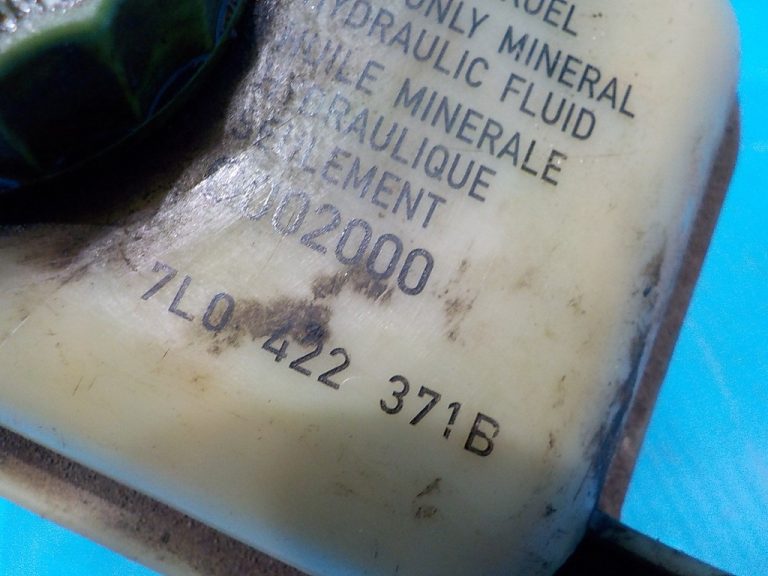 ONLY MINERAL
HYDRAULIC FLUID
HUILE MINERALE
HYDRAULIQUE
SEULEMENT
002000
7L0 422 371B